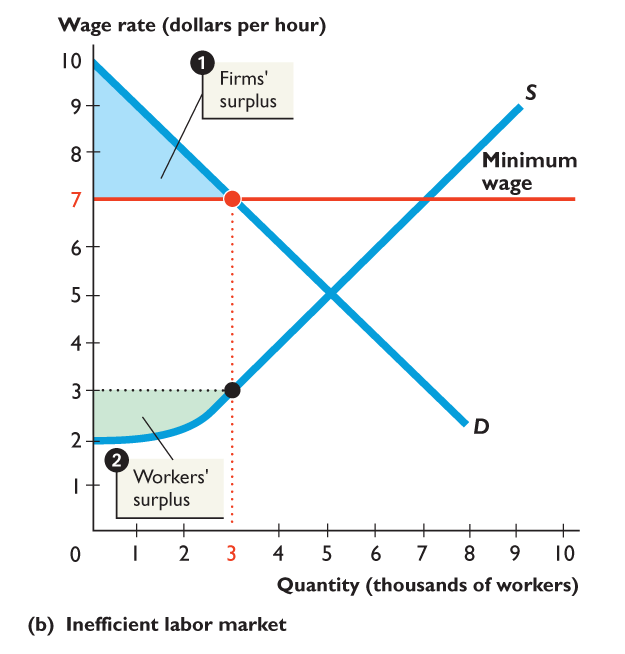 Wage rate (dollars per hour)
10
1
Firms'
surplus
9
S
8
Minimum
wage
7
6
5
4
3
D
2
2
Workers'
surplus
1
0 1 2 3 4 5 6 7 8 9 10
Quantity (thousands of workers)
(b) Inefficient labor market